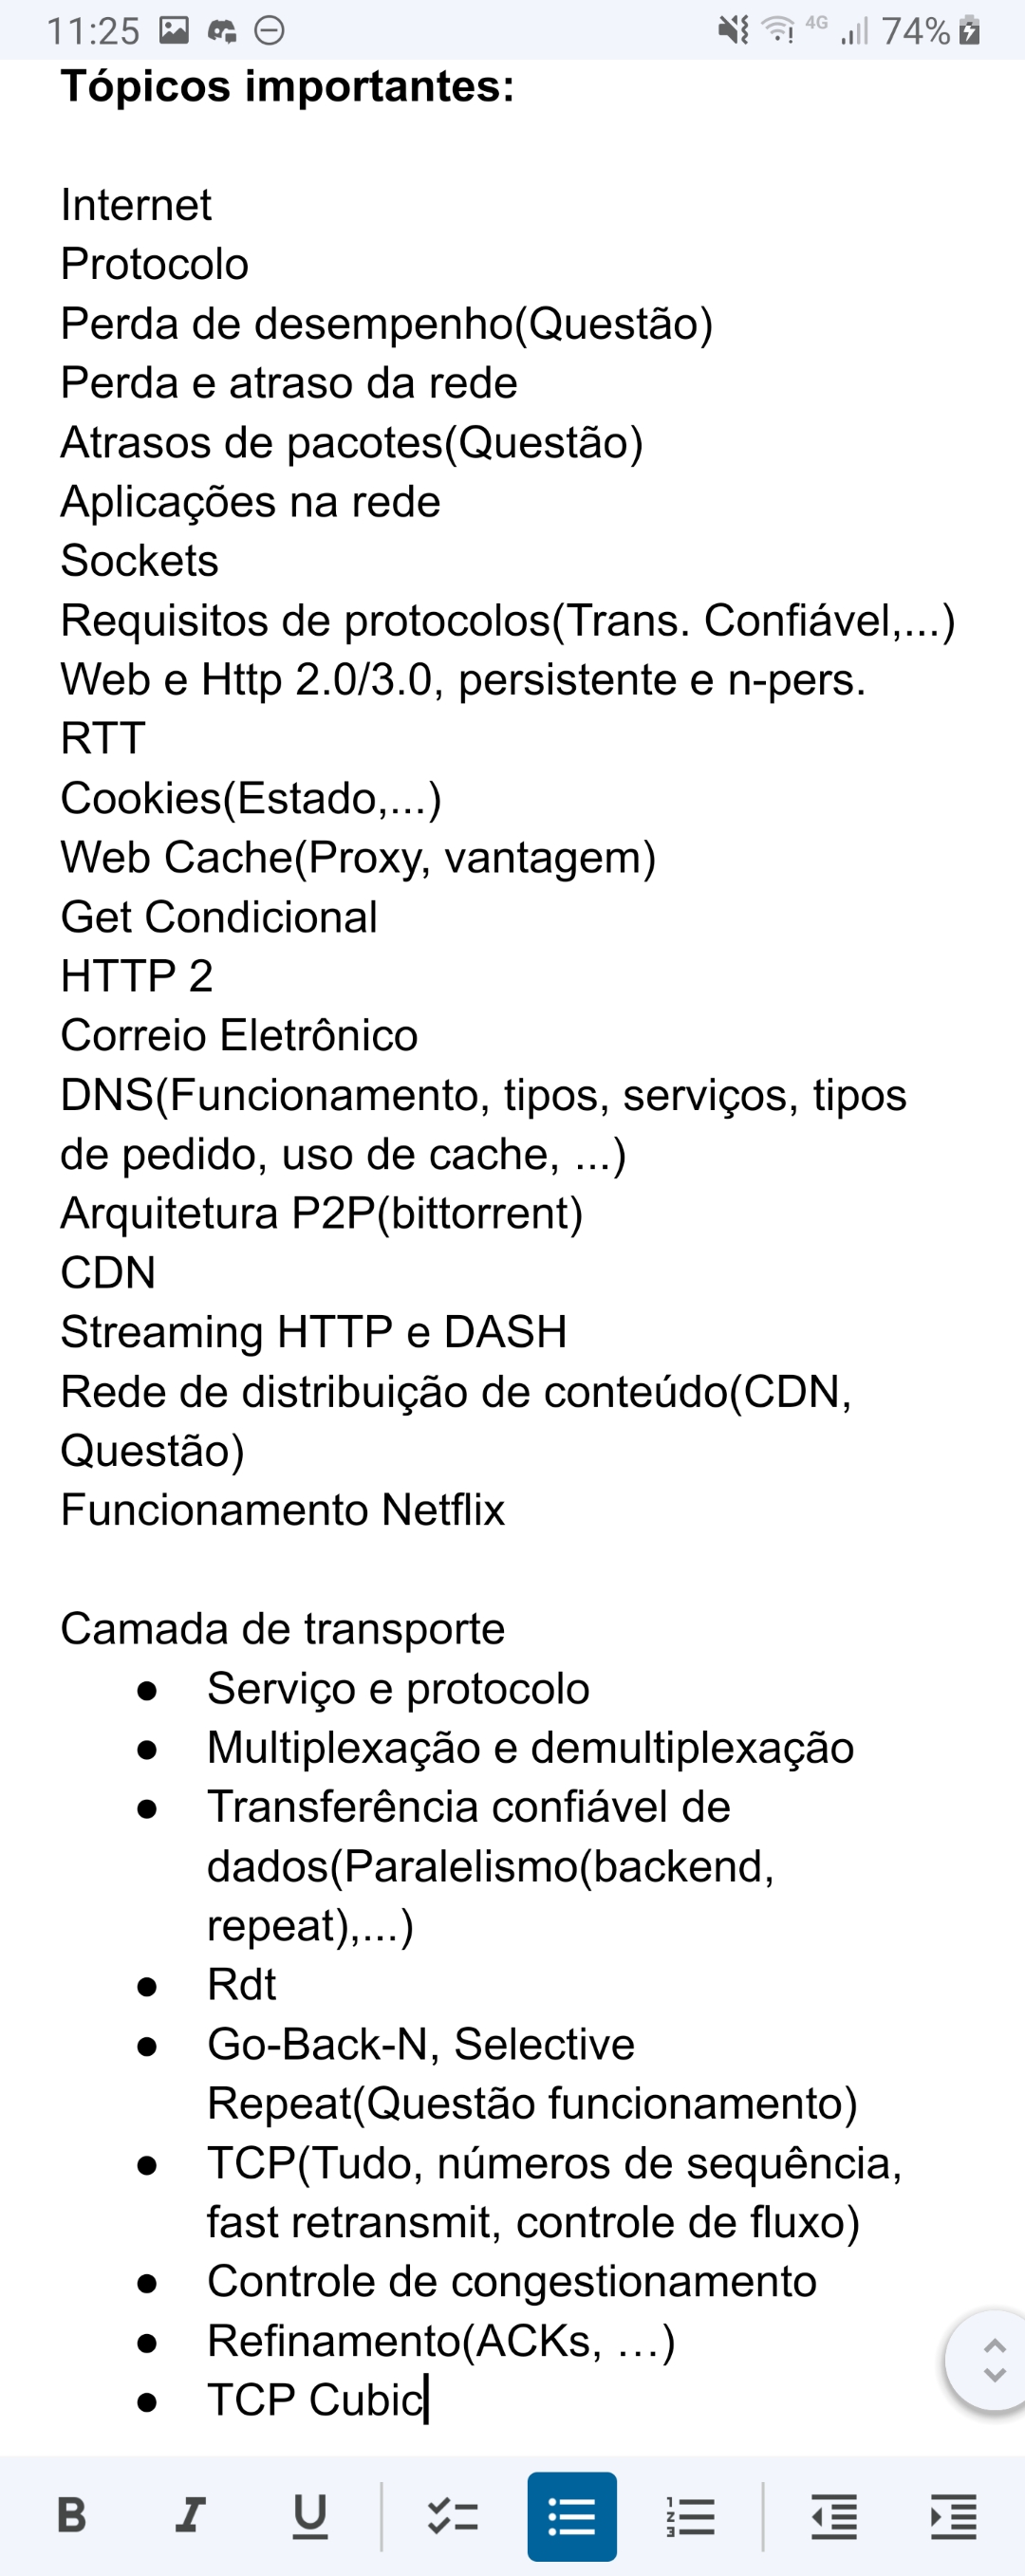 11:25
4G
74%
Tópicos importantes:
Internet
Protocolo
Perda de desempenho(Questão)
Perda e atraso da rede
Atrasos de pacotes(Questão)
Aplicações na rede
Sockets
Requisitos de protocolos(Trans. Confiável,...)
Web e Http 2.0/3.0, persistente e n-pers.
RTT
Cookies(Estado,...)
Web Cache(Proxy, vantagem)
Get Condicional
HTTP 2
Correio Eletrônico
DNS(Funcionamento, tipos, serviços, tipos
de pedido, uso de cache, ...)
Arquitetura P2P(bittorrent)
CDN
Streaming HTTP e DASH
Rede de distribuição de conteúdo(CDN,
Questão)
Funcionamento Netflix
Camada de transporte
● Serviço e protocolo
● Multiplexação e demultiplexação
● Transferência confiável de
dados(Paralelismo(backend,
repeat),...)
● Rdt
● Go-Back-N, Selective
Repeat(Questão funcionamento)
● TCP(Tudo, números de sequência,
fast retransmit, controle de fluxo)
● Controle de congestionamento
● Refinamento(ACKs, …)
● TCP Cubic
B I U